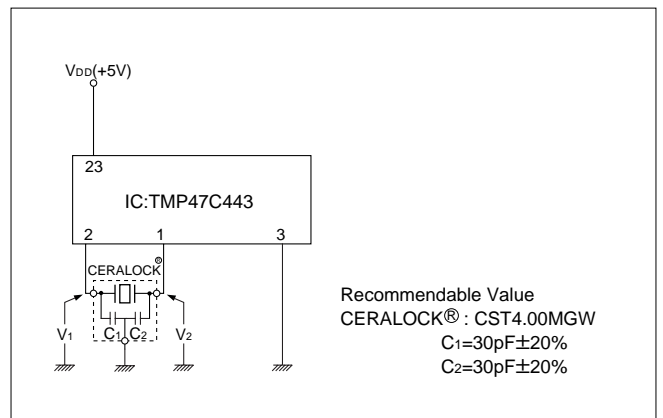 VDD(+5V)
23
IC:TMP47C443
2 1 3
CERALOCK®
V1 C1 C2 V2
Recommendable Value
CERALOCK® : CST4.00MGW
C1=30pF±20%
C2=30pF±20%